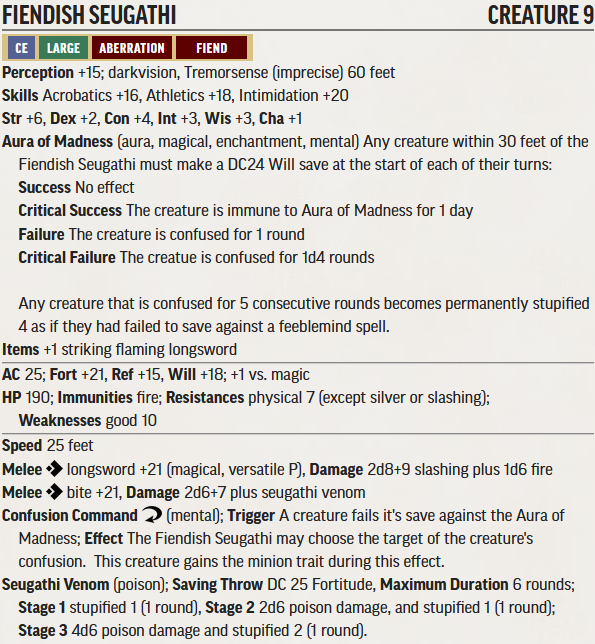 FIENDISH SEUGATHI CREATURE 9
CE LARGE ABERRATION FIEND
Perception +15; darkvision, Tremorsense (imprecise) 60 feet
Skills Acrobatics +16, Athletics +18, Intimidation +20
Str +6, Dex +2, Con +4, Int +3, Wis +3, Cha +1
Aura of Madness (aura, magical, enchantment, mental) Any creature within 30 feet of the
Fiendish Seugathi must make a DC24 Will save at the start of each of their turns:
Success No effect
Critical Success The creature is immune to Aura of Madness for 1 day
Failure The creature is confused for 1 round
Critical Failure The creatue is confused for 1d4 rounds
Any creature that is confused for 5 consecutive rounds becomes permanently stupified
4 as if they had failed to save against a feeblemind spell.
Items +1 striking flaming longsword
AC 25; Fort +21, Ref +15, Will +18; +1 vs. magic
HP 190; Immunities fire; Resistances physical 7 (except silver or slashing);
Weaknesses good 10
Speed 25 feet
Melee longsword +21 (magical, versatile P), Damage 2d8+9 slashing plus 1d6 fire
Melee bite +21, Damage 2d6+7 plus seugathi venom
Confusion Command (mental); Trigger A creature fails it's save against the Aura of
Madness; Effect The Fiendish Seugathi may choose the target of the creature's
confusion. This creature gains the minion trait during this effect.
Seugathi Venom (poison); Saving Throw DC 25 Fortitude, Maximum Duration 6 rounds;
Stage 1 stupified 1 (1 round), Stage 2 2d6 poison damage, and stupified 1 (1 round);
Stage 3 4d6 poison damage and stupified 2 (1 round).